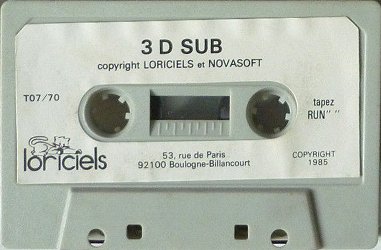 3 D SUB
copyright LORICIELS et NOVASOFT
T07/70
tapez
RUN" "
loriciels
53, rue de Paris
92100 Boulogne-Billancourt
COPYRIGHT
1985